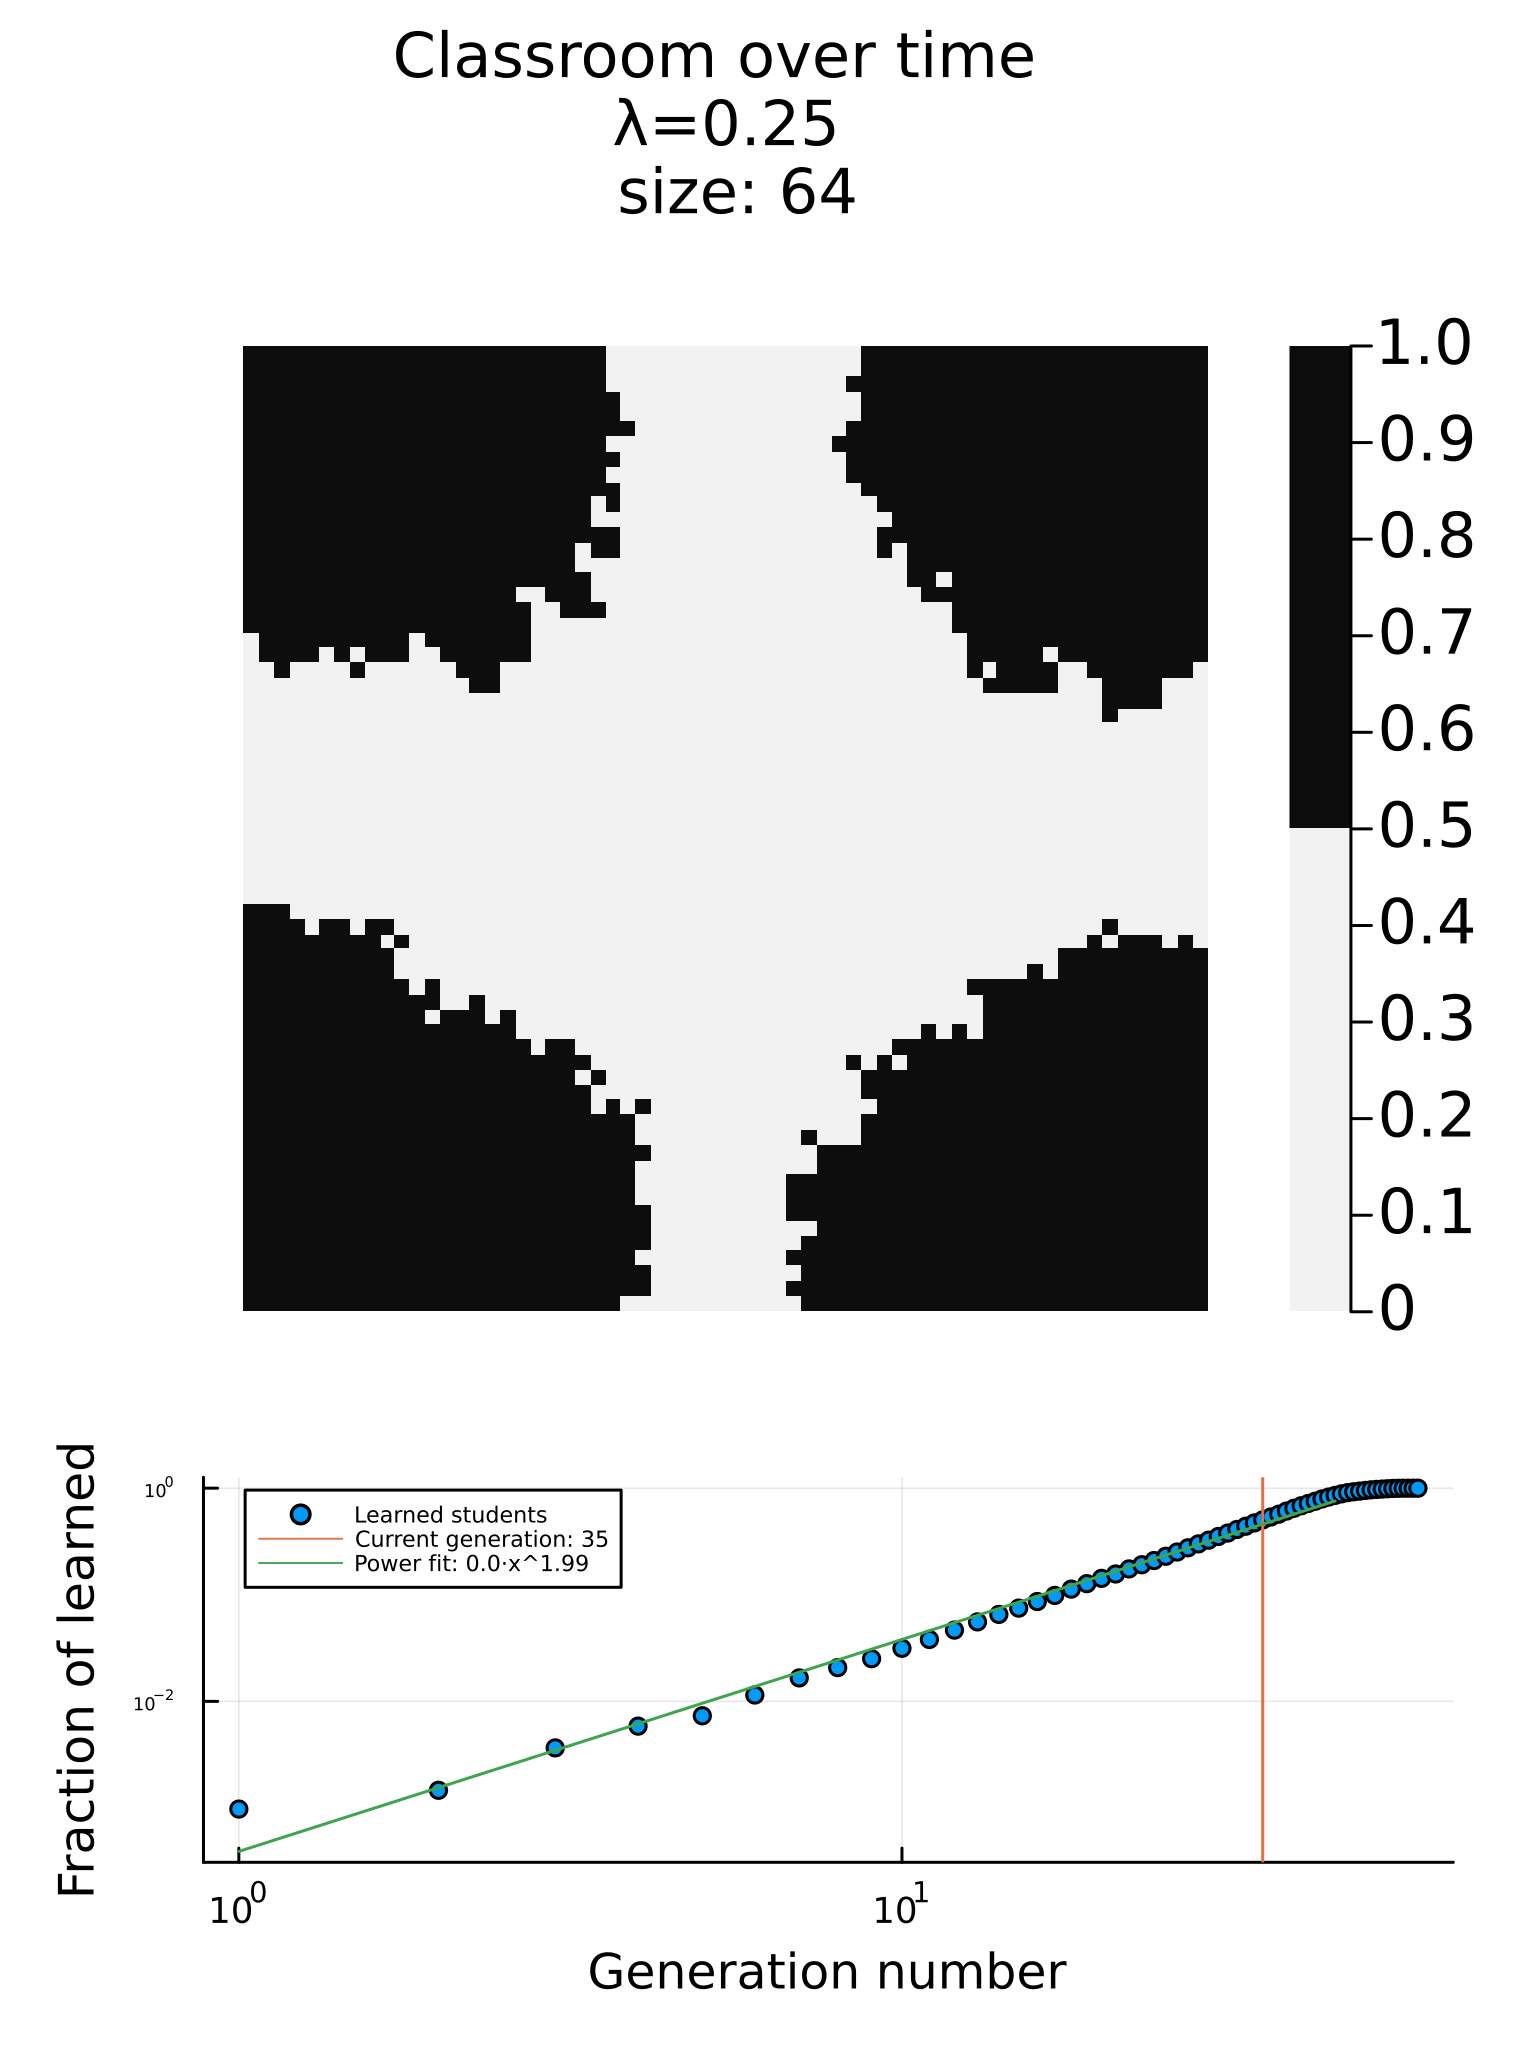 Classroom over time
λ=0.25
size: 64
1.0
0.9
0.8
0.7
0.6
0.5
0.4
0.3
0.2
0.1
0
Fraction of learned
10^0
10^−2
Learned students
Current generation: 35
Power fit: 0.0·x^1.99
10^0
10^1
Generation number